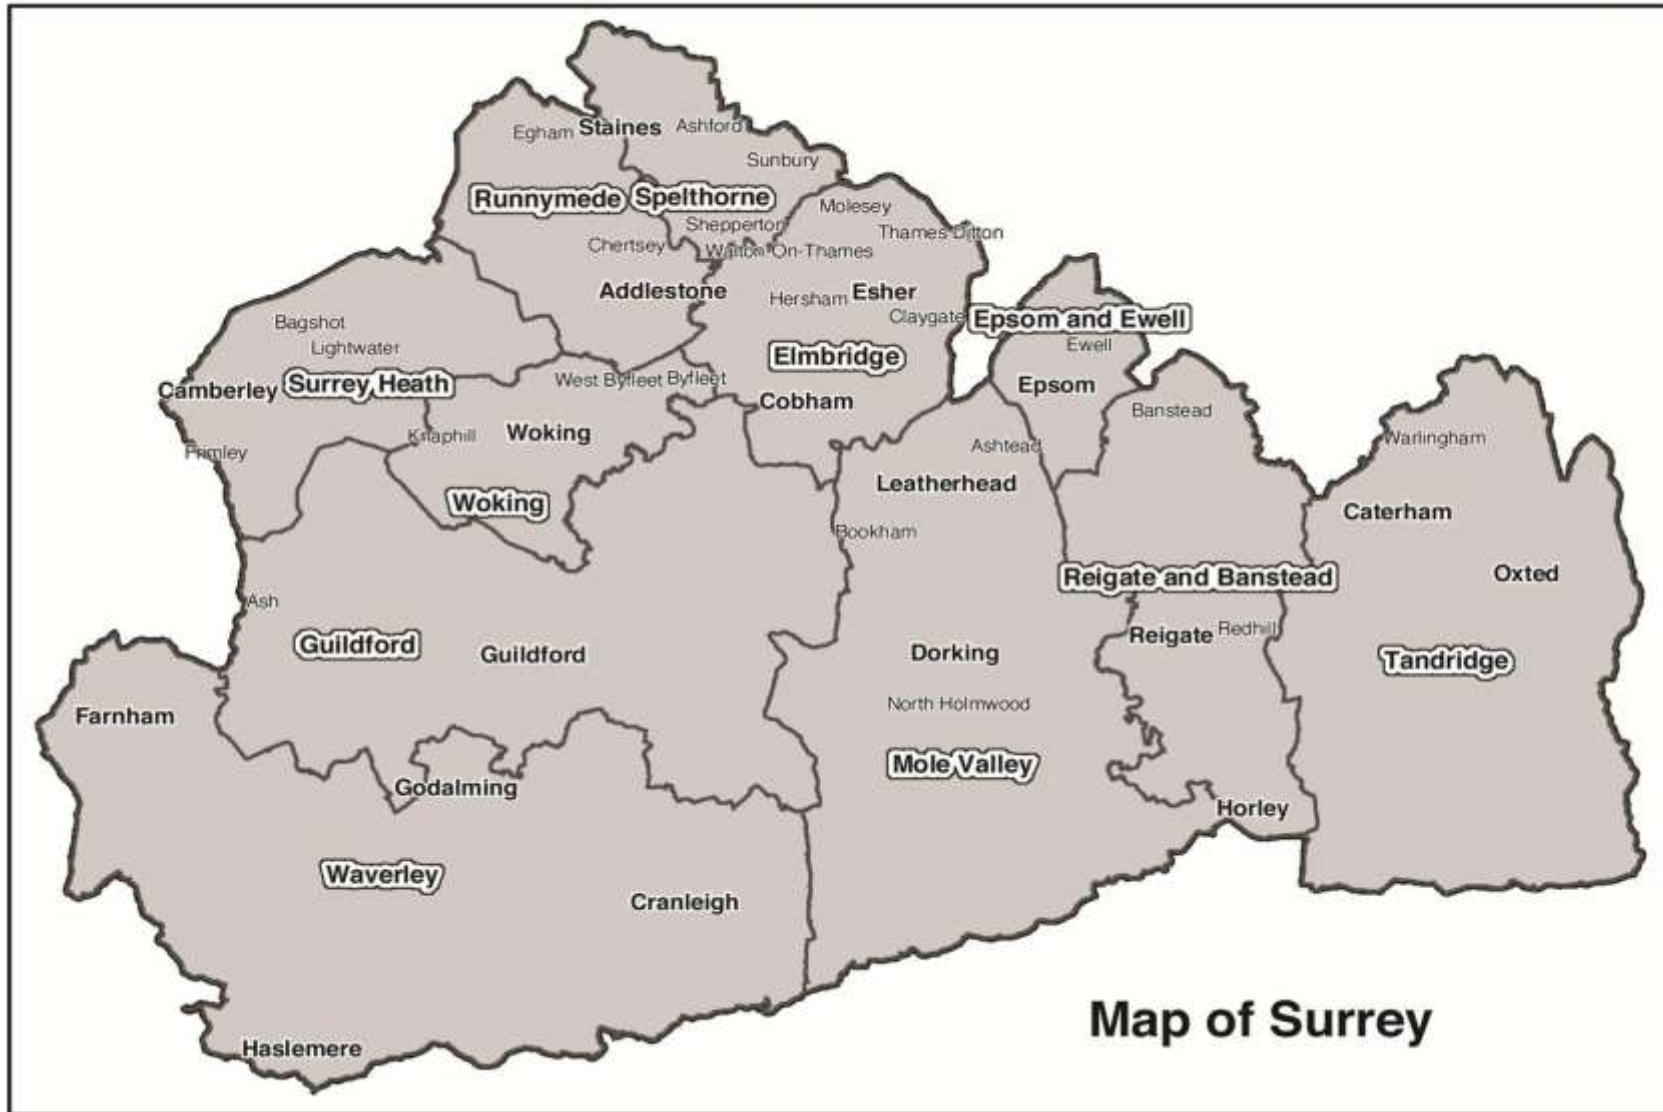 Egham
Staines
Ashford
Sunbury
Runnymede
Spelthorne
Molesey
Shepperton
Thames Ditton
Chertsey
Walton-On-Thames
Addlestone
Hersham
Esher
Claygate
Epsom and Ewell
Bagshot
Lightwater
Ewell
Elmbridge
Camberley
Surrey Heath
West Byfleet
Byfleet
Epsom
Cobham
Banstead
Knaphill
Woking
Frimley
Ashtead
Warlingham
Leatherhead
Woking
Caterham
Bookham
Oxted
Reigate and Banstead
Ash
Guildford
Guildford
Reigate
Redhill
Dorking
Tandridge
North Holmwood
Farnham
Mole Valley
Godalming
Horley
Waverley
Cranleigh
Map of Surrey
Haslemere